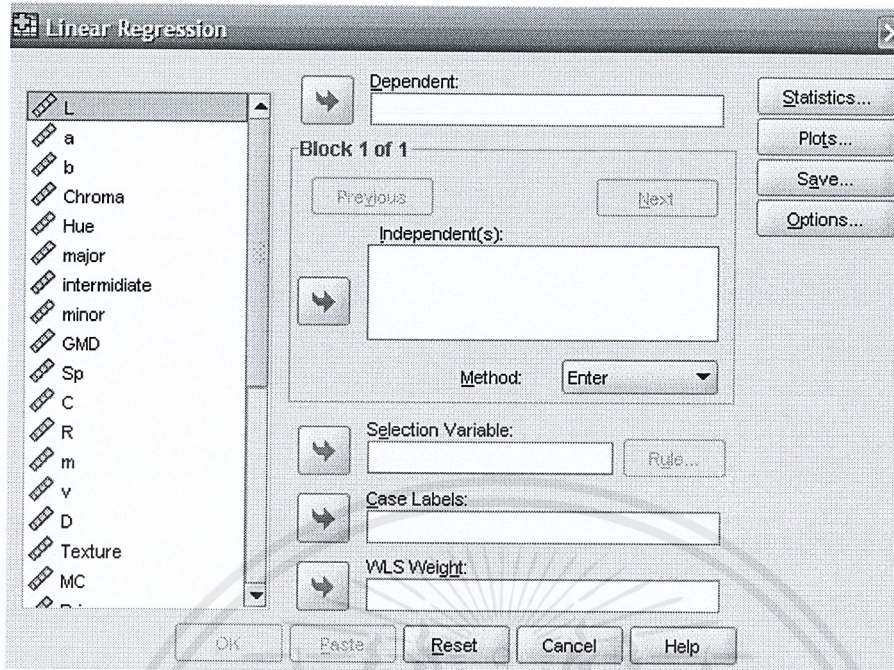 Linear Regression
L
a
b
Chroma
Hue
major
intermidiate
minor
GMD
Sp
C
R
m
v
D
Texture
MC
Dependent:
Block 1 of 1
Previous
Next
Independent(s):
Method: Enter
Selection Variable:
Rule...
Case Labels:
WLS Weight:
Statistics...
Plots...
Save...
Options...
OK
Paste
Reset
Cancel
Help